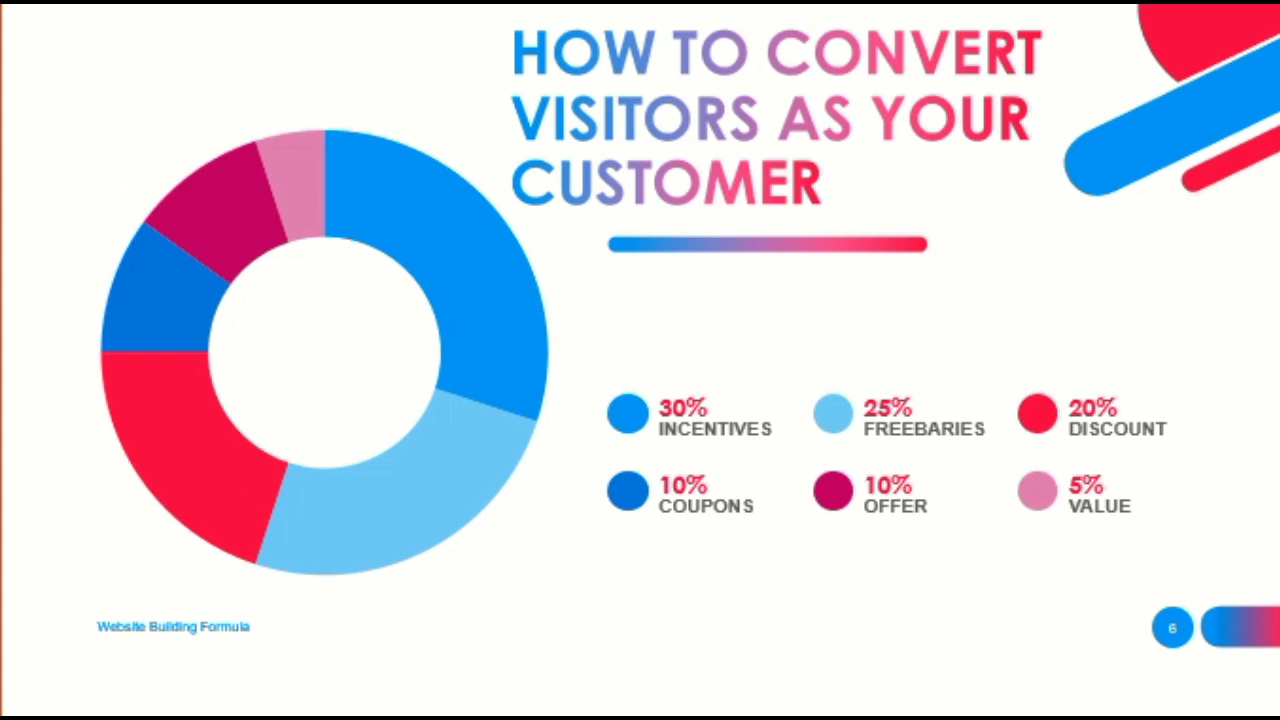 HOW TO CONVERT
VISITORS AS YOUR
CUSTOMER
30%
INCENTIVES
25%
FREEBARIES
20%
DISCOUNT
10%
COUPONS
10%
OFFER
5%
VALUE
Website Building Formula
6